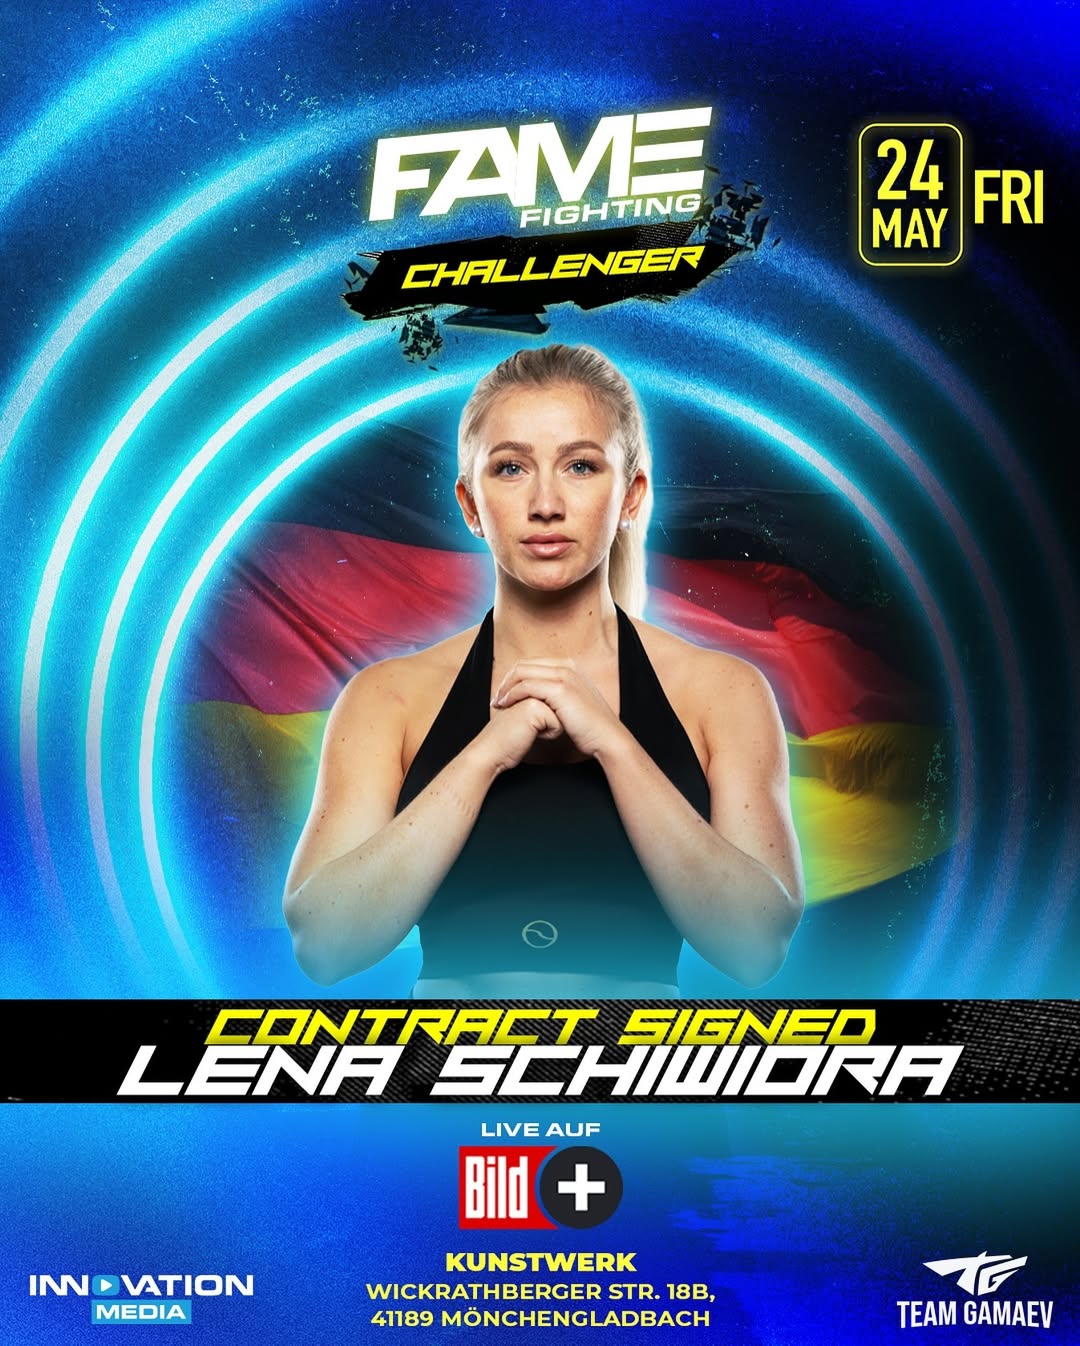 FAME
FIGHTING
CHALLENGER
24
MAY
FRI
CONTRACT SIGNED
LENA SCHIWIORA
LIVE AUF
Bild +
KUNSTWERK
WICKRATHBERGER STR. 18B,
41189 MÖNCHENGLADBACH
INNOVATION
MEDIA
TG
TEAM GAMAEV